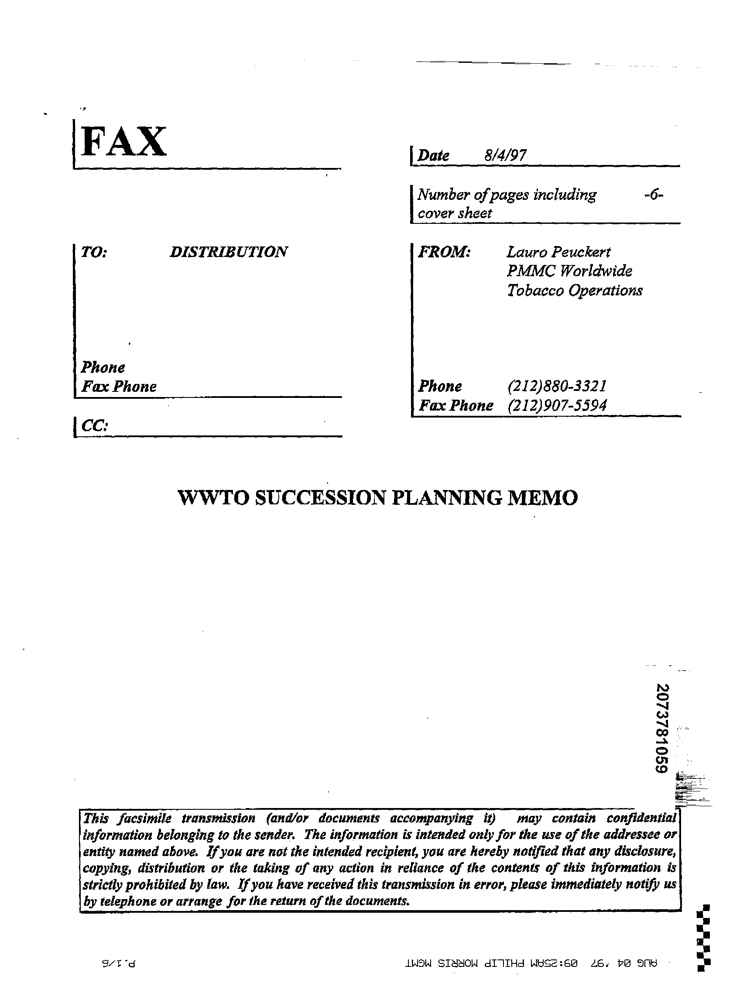 FAX
Date 8/4/97
Number of pages including -6-
cover sheet
TO: DISTRIBUTION
Phone
Fax Phone
CC:
FROM: Lauro Peuckert
PMMC Worldwide
Tobacco Operations
Phone (212)880-3321
Fax Phone (212)907-5594
WWTO SUCCESSION PLANNING MEMO
2073781059
This facsimile transmission (and/or documents accompanying it) may contain confidential
information belonging to the sender. The information is intended only for the use of the addressee or
entity named above. If you are not the intended recipient, you are hereby notified that any disclosure,
copying, distribution or the taking of any action in reliance of the contents of this information is
strictly prohibited by law. If you have received this transmission in error, please immediately notify us
by telephone or arrange for the return of the documents.
AUG 04 '97 09:25AM PHILIP MORRIS MGMT P.1/6